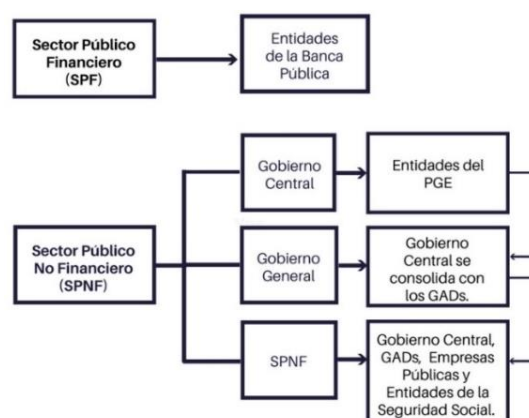 Sector Público
Financiero
(SPF)
Entidades
de la Banca
Pública
Sector Público
No Financiero
(SPNF)
Gobierno
Central
Entidades del
PGE
Gobierno
General
Gobierno
Central se
consolida con
los GADs.
SPNF
Gobierno Central,
GADs, Empresas
Públicas y
Entidades de la
Seguridad Social.